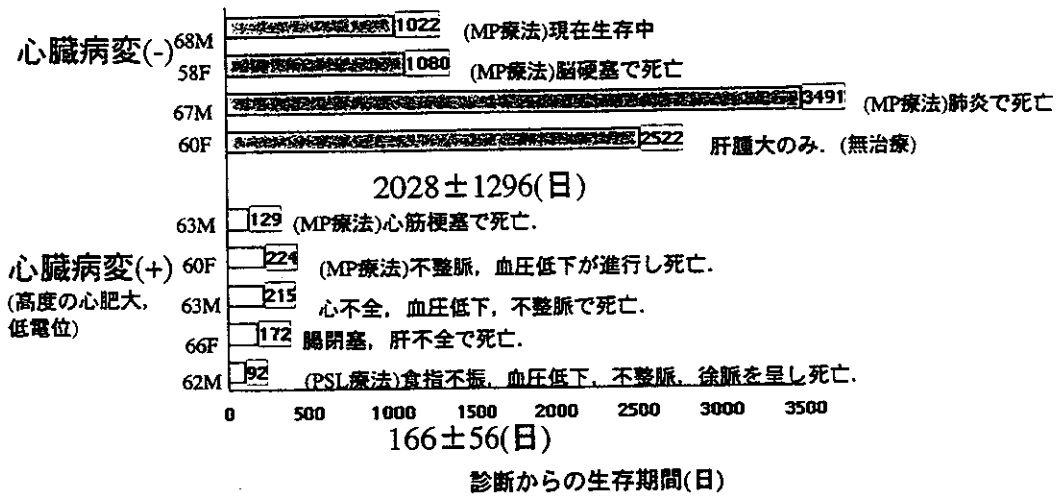 心臓病変(-)
68M 1022 (MP療法)現在生存中
58F 1080 (MP療法)脳硬塞で死亡
67M 3491 (MP療法)肺炎で死亡
60F 2522 肝腫大のみ. (無治療)
2028±1296(日)
心臓病変(+)
(高度の心肥大,
低電位)
63M 129 (MP療法)心筋梗塞で死亡.
60F 224 (MP療法)不整脈, 血圧低下が進行し死亡.
63M 215 心不全, 血圧低下, 不整脈で死亡.
66F 172 腸閉塞, 肝不全で死亡.
62M 92 (PSL療法)食指不振, 血圧低下, 不整脈, 徐脈を呈し死亡.
0 500 1000 1500 2000 2500 3000 3500
166±56(日)
診断からの生存期間(日)